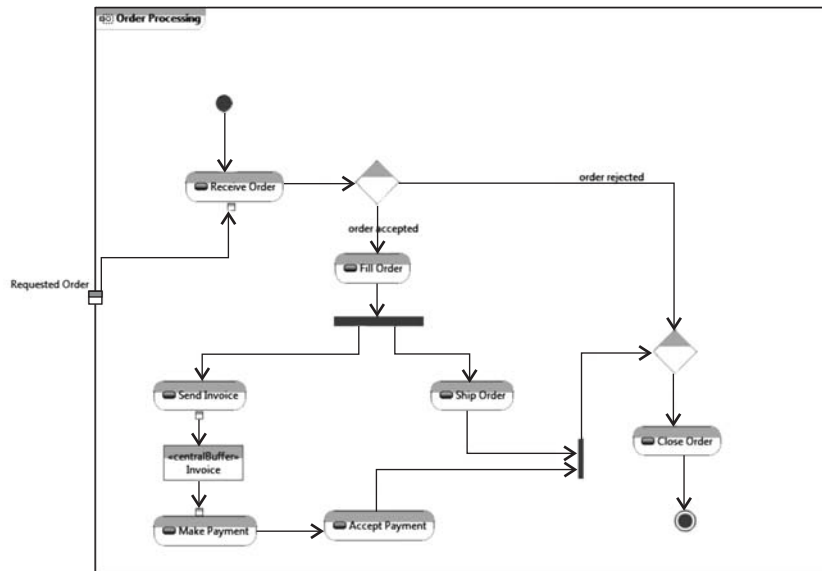 Order Processing
Receive Order
order rejected
order accepted
Fill Order
Requested Order
Send Invoice
Ship Order
«centralBuffer»
Invoice
Close Order
Make Payment
Accept Payment